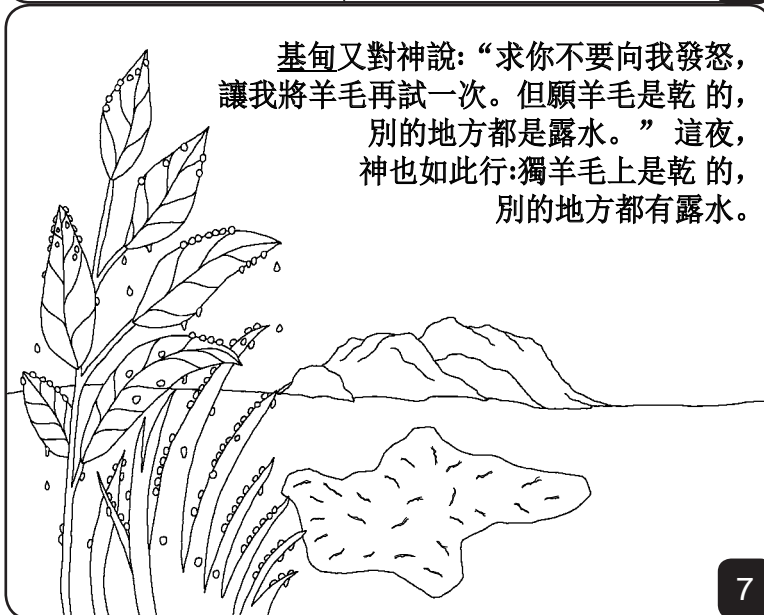 基甸又對神說:“求你不要向我發怒,
讓我將羊毛再試一次。但願羊毛是乾 的,
別的地方都是露水。” 這夜,
神也如此行:獨羊毛上是乾 的,
別的地方都有露水。
7